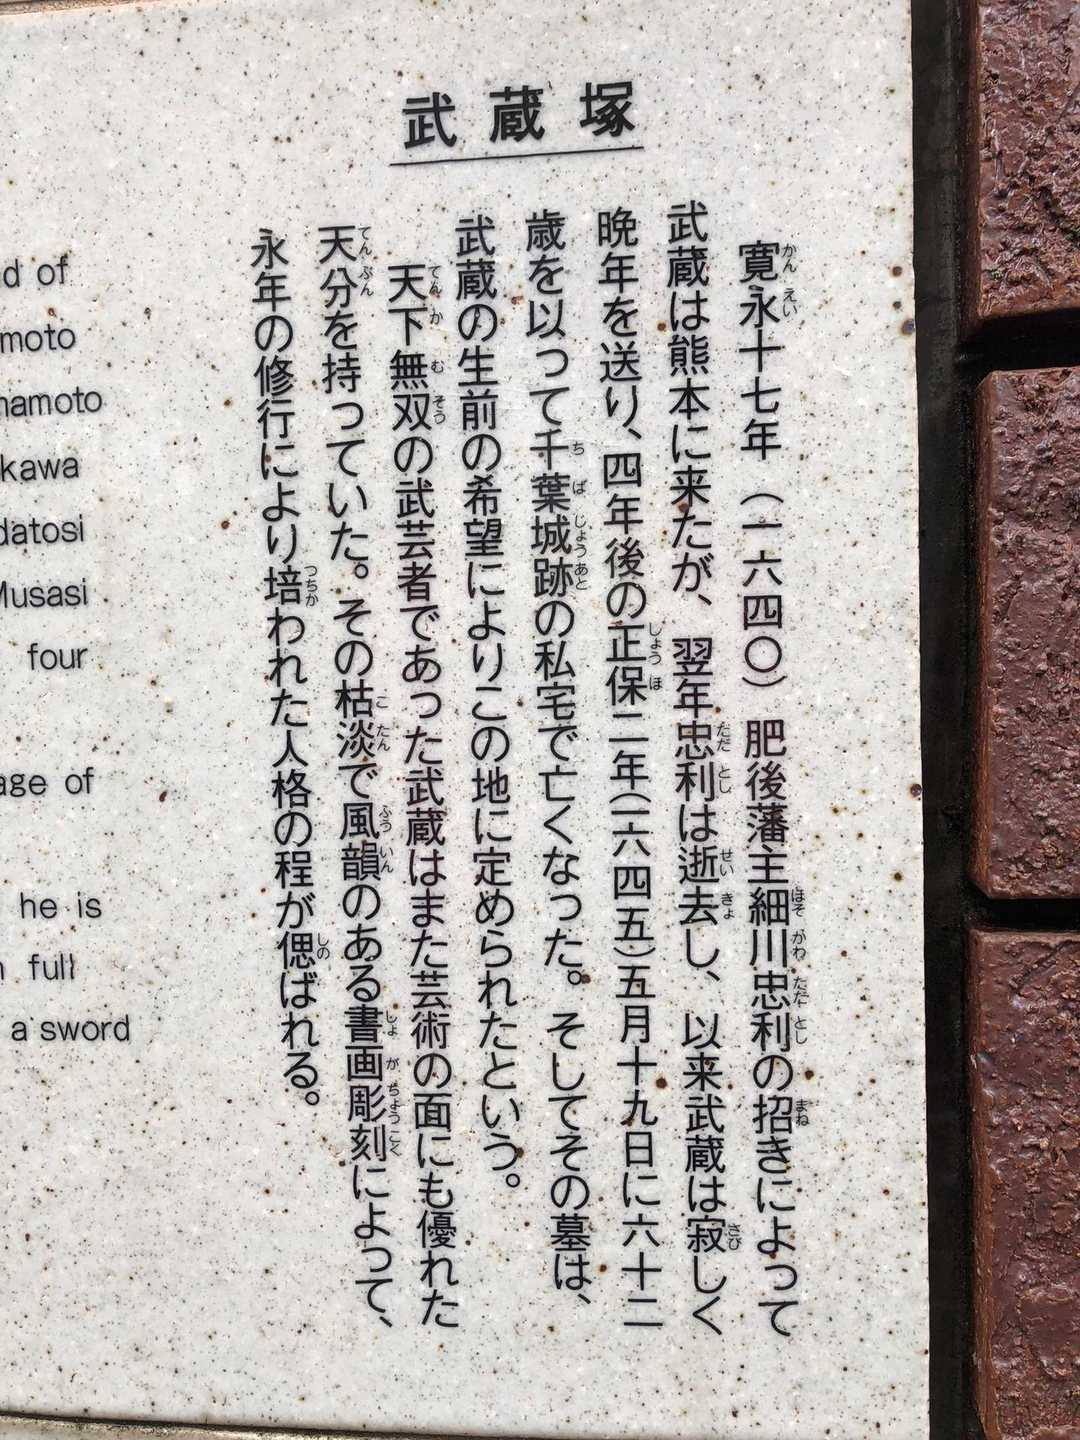 武蔵塚
寛永十七年（一六四〇）肥後藩主細川忠利の招きによって
武蔵は熊本に来たが、翌年忠利は逝去し、以来武蔵は寂しく
晩年を送り、四年後の正保二年（一六四五）五月十九日に六十二
歳を以って千葉城跡の私宅で亡くなった。そしてその墓は、
武蔵の生前の希望によりこの地に定められたという。
天下無双の武芸者であった武蔵はまた芸術の面にも優れた
天分を持っていた。その枯淡で風韻のある書画彫刻によって、
永年の修行により培われた人格の程が偲ばれる。
d of
moto
namoto
kawa
datosi
Musasi
four
age of
he is
full
a sword